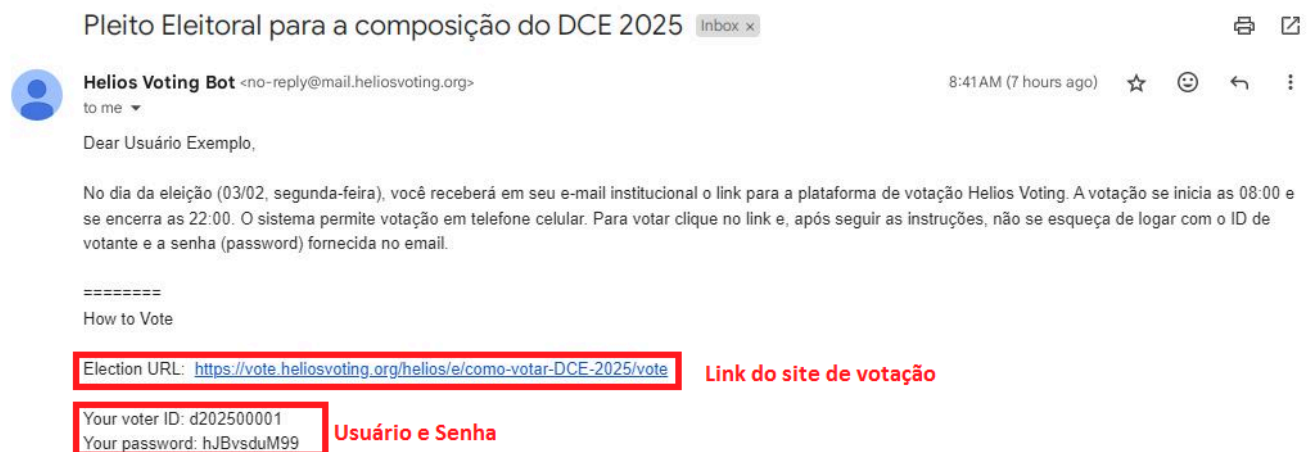 Pleito Eleitoral para a composição do DCE 2025 Inbox ×
Helios Voting Bot <no-reply@mail.heliosvoting.org> 8:41 AM (7 hours ago)
to me
Dear Usuário Exemplo,
No dia da eleição (03/02, segunda-feira), você receberá em seu e-mail institucional o link para a plataforma de votação Helios Voting. A votação se inicia as 08:00 e
se encerra as 22:00. O sistema permite votação em telefone celular. Para votar clique no link e, após seguir as instruções, não se esqueça de logar com o ID de
votante e a senha (password) fornecida no email.
========
How to Vote
Election URL: https://vote.heliosvoting.org/helios/e/como-votar-DCE-2025/vote Link do site de votação
Your voter ID: d202500001
Your password: hJBvsduM99 Usuário e Senha